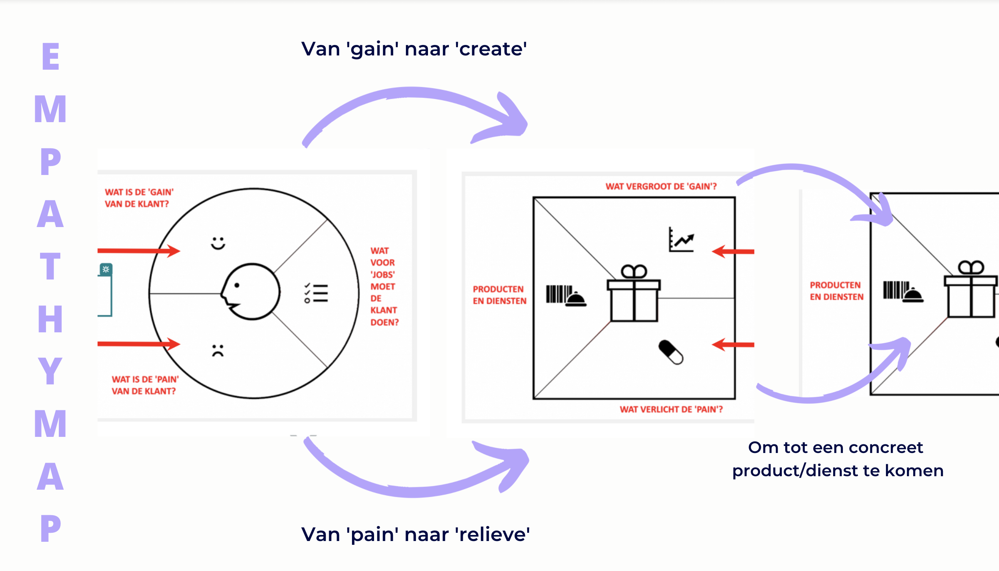 EMPATHY MAP
Van 'gain' naar 'create'
WAT IS DE 'GAIN'
VAN DE KLANT?
WAT
VOOR
'JOBS'
MOET
DE
KLANT
DOEN?
WAT IS DE 'PAIN'
VAN DE KLANT?
WAT VERGROOT DE 'GAIN'?
PRODUCTEN
EN DIENSTEN
WAT VERLICHT DE 'PAIN'?
PRODUCTEN
EN DIENSTEN
Om tot een concreet
product/dienst te komen
Van 'pain' naar 'relieve'